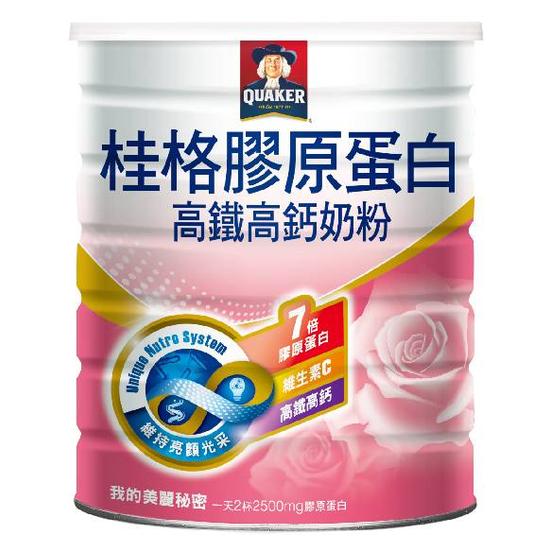 QUAKER
桂格膠原蛋白
高鐵高鈣奶粉
Unique Nutro System
維持亮顏光采
7倍
膠原蛋白
維生素C
高鐵高鈣
我的美麗秘密 一天2杯2500mg膠原蛋白